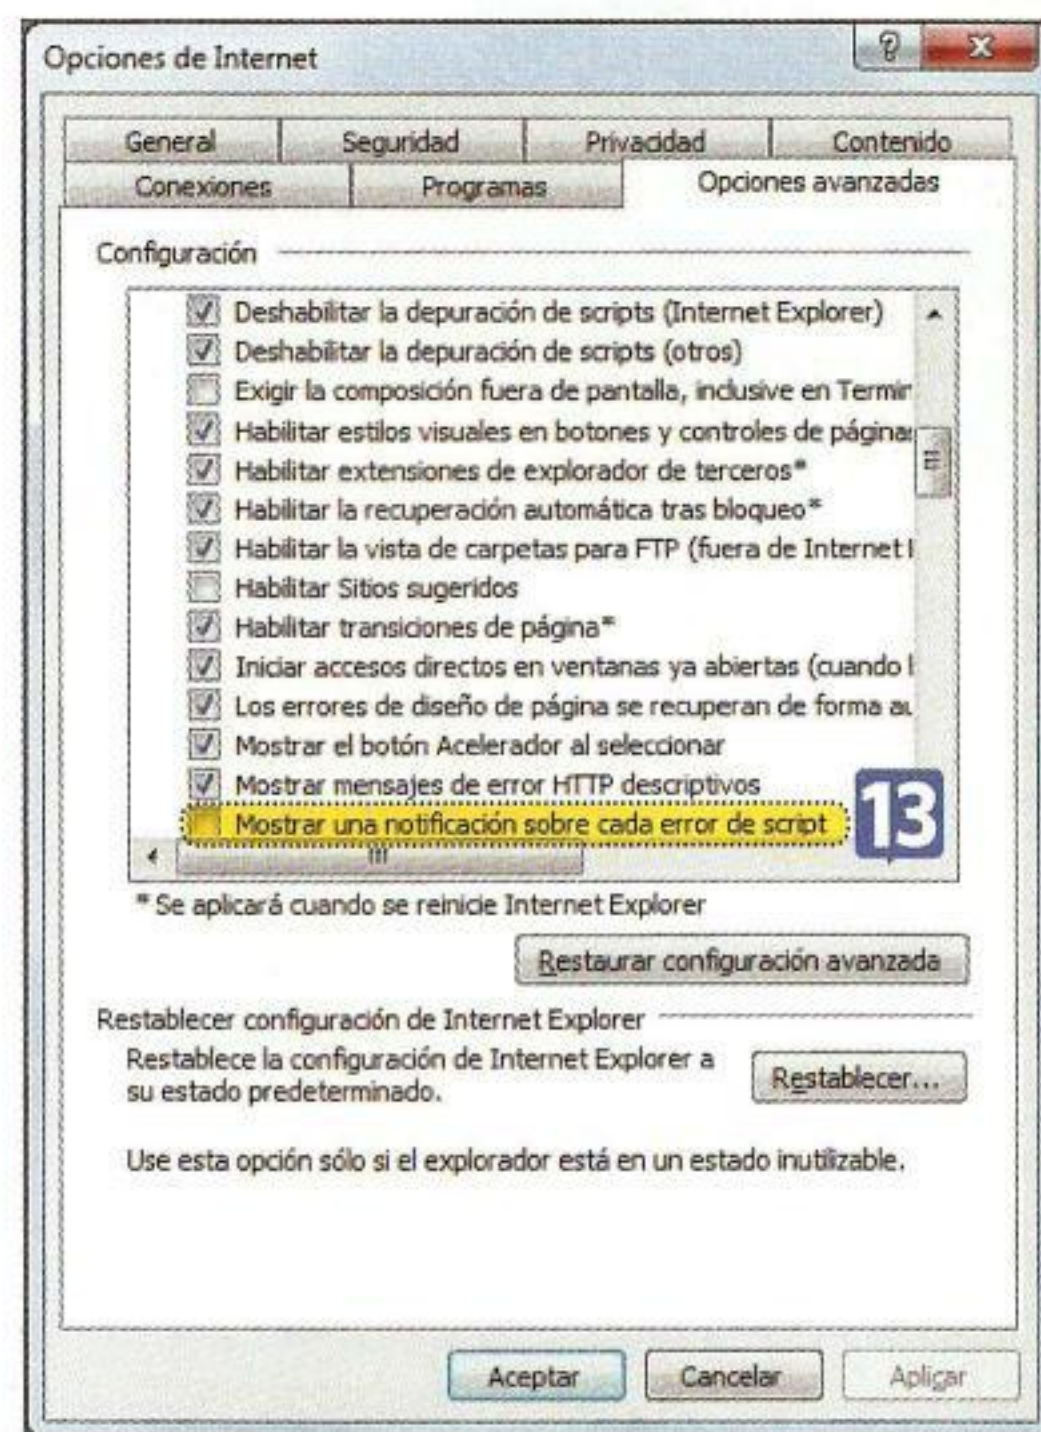 Opciones de Internet
General Seguridad Privacidad Contenido
Conexiones Programas Opciones avanzadas
Configuración
Deshabilitar la depuración de scripts (Internet Explorer)
Deshabilitar la depuración de scripts (otros)
Exigir la composición fuera de pantalla, inclusive en Termin
Habilitar estilos visuales en botones y controles de páginas
Habilitar extensiones de explorador de terceros*
Habilitar la recuperación automática tras bloqueo*
Habilitar la vista de carpetas para FTP (fuera de Internet
Habilitar Sitios sugeridos
Habilitar transiciones de página*
Iniciar accesos directos en ventanas ya abiertas (cuando
Los errores de diseño de página se recuperan de forma au
Mostrar el botón Acelerador al seleccionar
Mostrar mensajes de error HTTP descriptivos
Mostrar una notificación sobre cada error de script 13
* Se aplicará cuando se reinicie Internet Explorer
Restaurar configuración avanzada
Restablecer configuración de Internet Explorer
Restablece la configuración de Internet Explorer a
su estado predeterminado.
Restablecer...
Use esta opción sólo si el explorador está en un estado inutilizable.
Aceptar Cancelar Aplicar